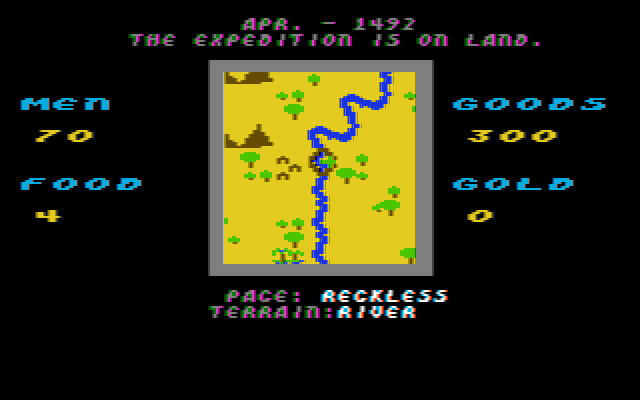 APR. - 1492
THE EXPEDITION IS ON LAND.
MEN
70
FOOD
4
GOODS
300
GOLD
0
PACE: RECKLESS
TERRAIN:RIVER